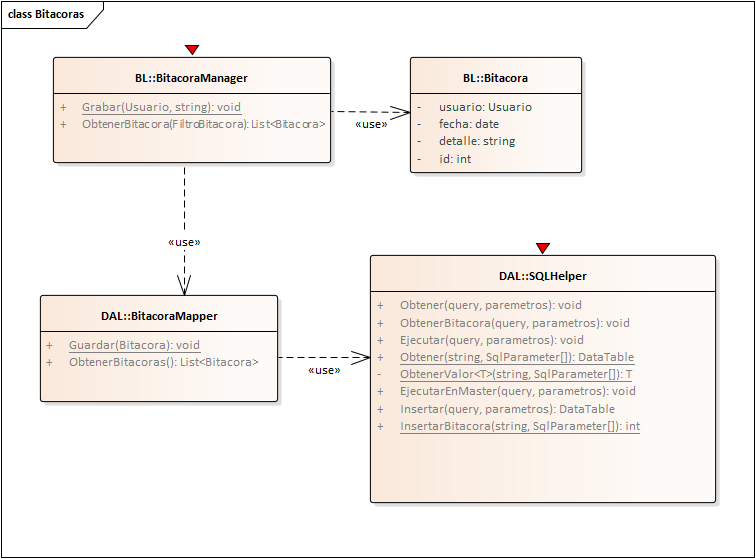 class Bitacoras
BL::BitacoraManager
+ Grabar(Usuario, string): void
+ ObtenerBitacora(FiltroBitacora): List<Bitacora>
«use»
BL::Bitacora
- usuario: Usuario
- fecha: date
- detalle: string
- id: int
«use»
DAL::BitacoraMapper
+ Guardar(Bitacora): void
+ ObtenerBitacoras(): List<Bitacora>
«use»
DAL::SQLHelper
+ Obtener(query, paremetros): void
+ ObtenerBitacora(query, parametros): void
+ Ejecutar(query, parametros): void
+ Obtener(string, SqlParameter[]): DataTable
- ObtenerValor<T>(string, SqlParameter[]): T
+ EjecutarEnMaster(query, parametros): void
+ Insertar(query, parametros): DataTable
+ InsertarBitacora(string, SqlParameter[]): int